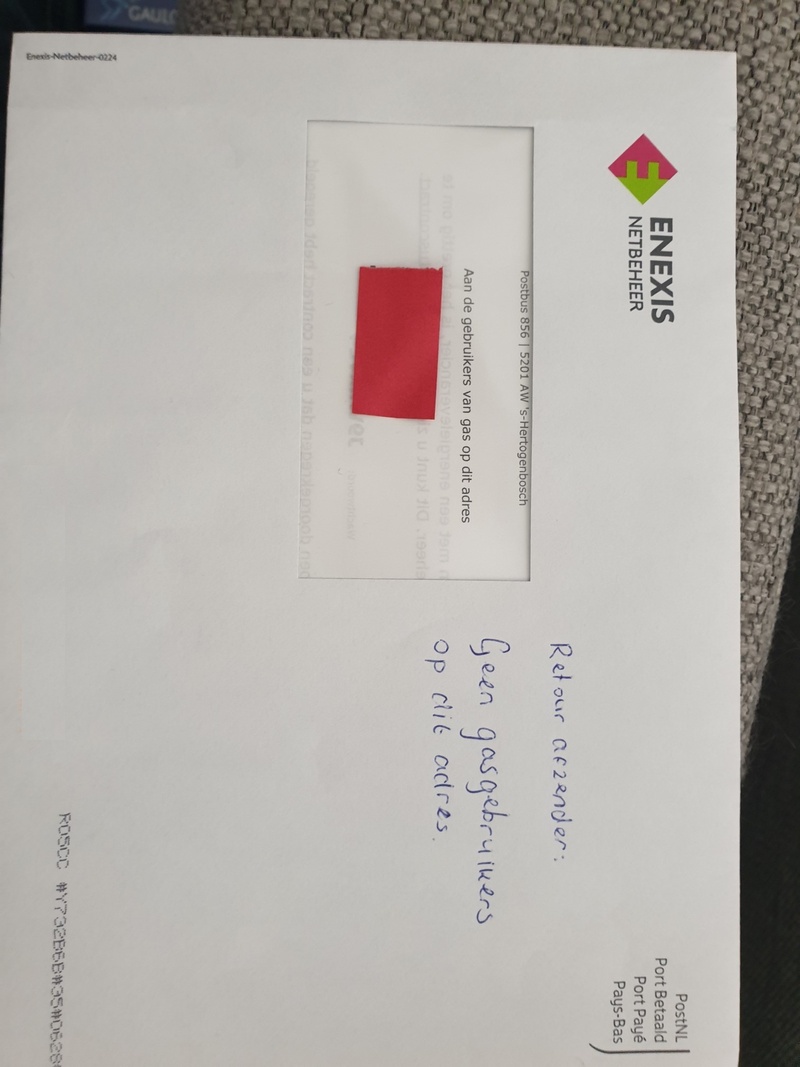 GAULO
Enexis-Netbeheer-0224
ENEXIS
NETBEHEER
Postbus 856 | 5201 AW 's-Hertogenbosch
Aan de gebruikers van gas op dit adres
Retour afzender:
Geen gasgebruikers
op dit adres.
PostNL
Port Betaald
Port Payé
Pays-Bas